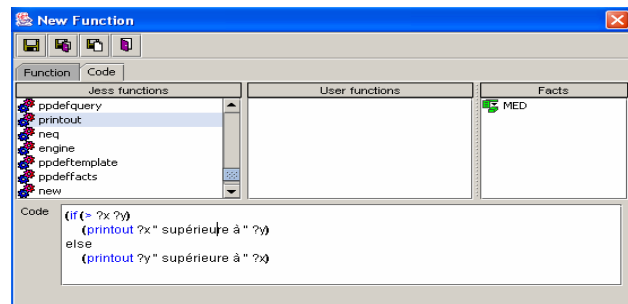 New Function
Function Code
Jess functions User functions Facts
ppdefquery
printout
neq
engine
ppdeftemplate
ppdeffacts
new
MED
Code
(if (> ?x ?y)
(printout ?x " supérieure à " ?y)
else
(printout ?y " supérieure à " ?x)